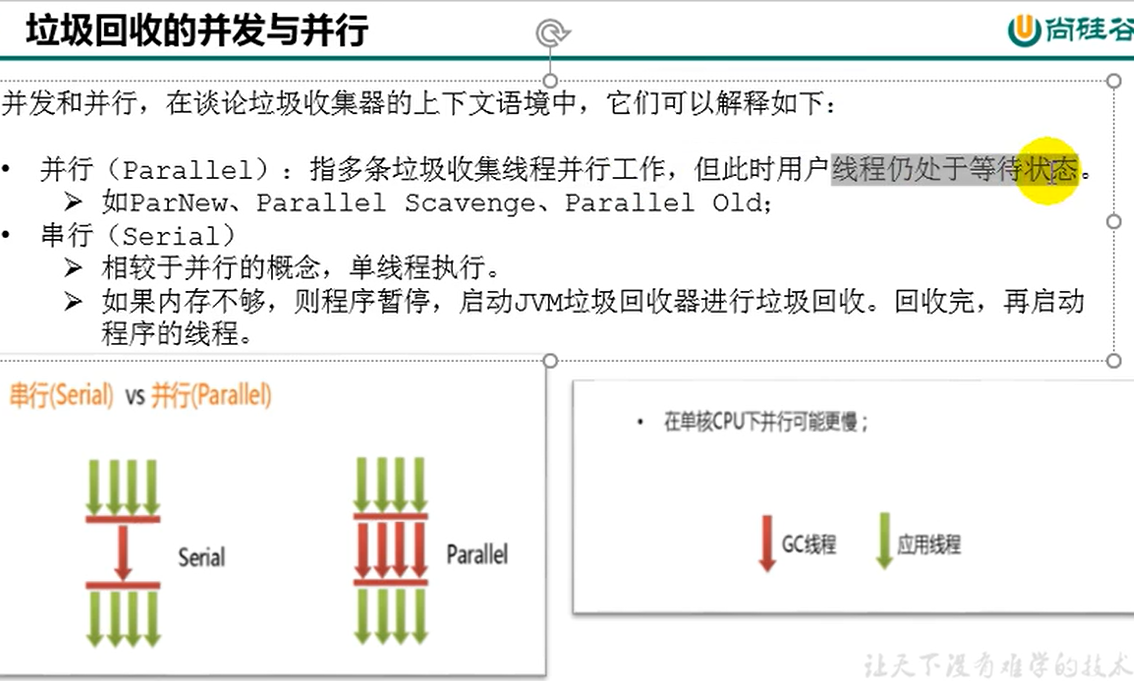 垃圾回收的并发与并行
尚硅谷
并发和并行，在谈论垃圾收集器的上下文语境中，它们可以解释如下：
• 并行（Parallel）：指多条垃圾收集线程并行工作，但此时用户线程仍处于等待状态。
➢ 如ParNew、Parallel Scavenge、Parallel Old；
• 串行（Serial）
➢ 相较于并行的概念，单线程执行。
➢ 如果内存不够，则程序暂停，启动JVM垃圾回收器进行垃圾回收。回收完，再启动
程序的线程。
串行(Serial) vs 并行(Parallel)
Serial
Parallel
• 在单核CPU下并行可能更慢；
GC线程
应用线程
让天下没有难学的技术